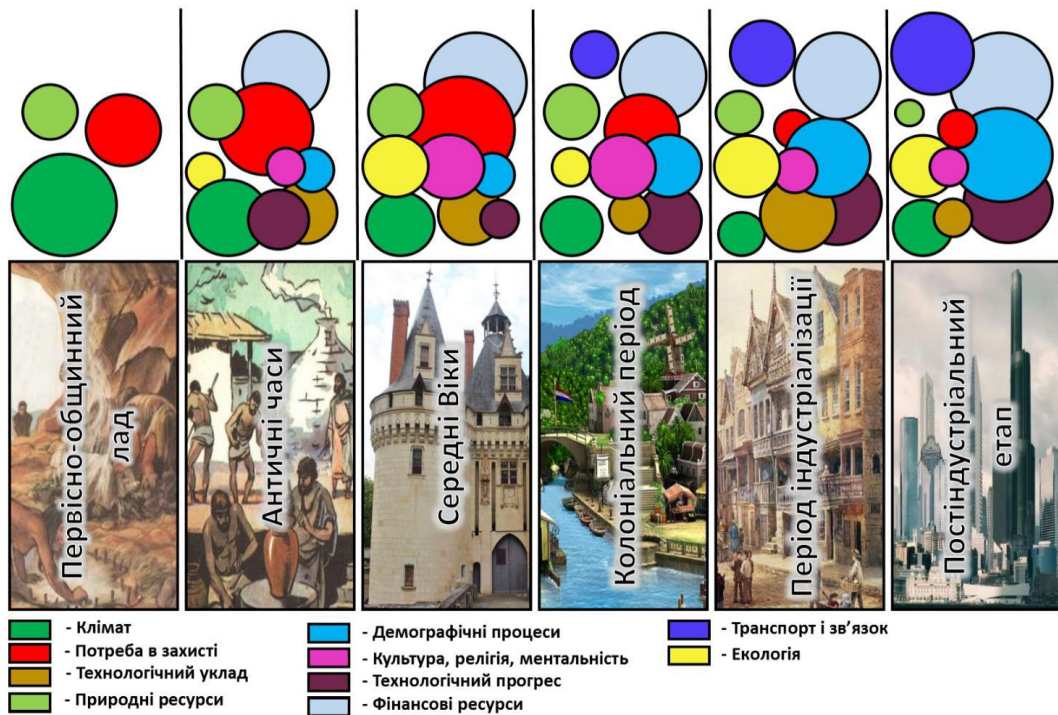 Первісно-общинний
лад
Античні часи
Середні Віки
Колоніальний період
Період індустріалізації
Постіндустріальний
етап
- Клімат
- Потреба в захисті
- Технологічний уклад
- Природні ресурси
- Демографічні процеси
- Культура, релігія, ментальність
- Технологічний прогрес
- Фінансові ресурси
- Транспорт і зв’язок
- Екологія